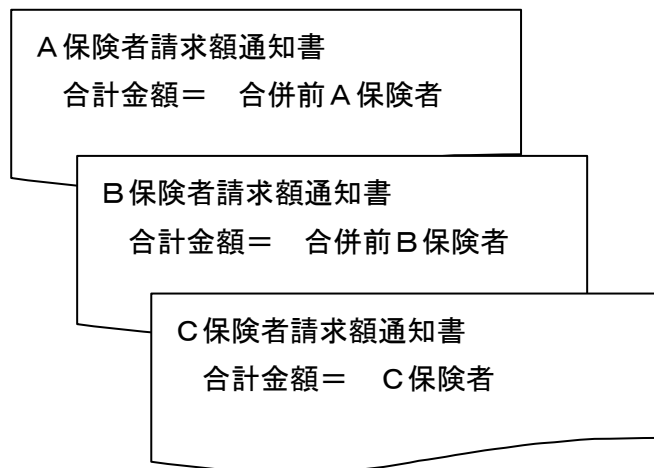 A保険者請求額通知書
合計金額=　合併前A保険者
B保険者請求額通知書
合計金額=　合併前B保険者
C保険者請求額通知書
合計金額=　C保険者